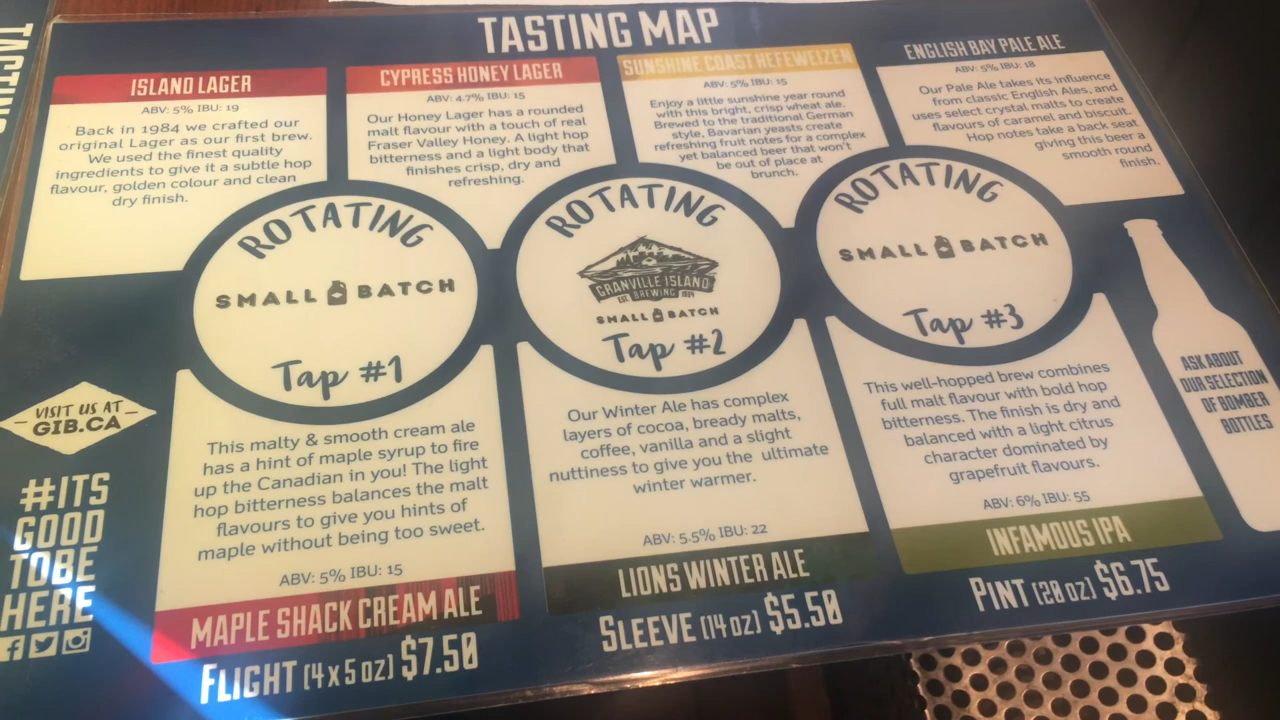 TASTING MAP
ISLAND LAGER
ABV: 5% IBU: 19
Back in 1984 we crafted our
original Lager as our first brew.
We used the finest quality
ingredients to give it a subtle hop
flavour, golden colour and clean
dry finish.
CYPRESS HONEY LAGER
ABV: 4.7% IBU: 15
Our Honey Lager has a rounded
malt flavour with a touch of real
Fraser Valley Honey. A light hop
bitterness and a light body that
finishes crisp, dry and
refreshing.
SUNSHINE COAST HEFEWEIZEN
ABV: 5% IBU: 15
Enjoy a little sunshine year round
with this bright, crisp wheat ale.
Brewed to the traditional German
style, Bavarian yeasts create
refreshing fruit notes for a complex
yet balanced beer that won't
be out of place at
brunch.
ENGLISH BAY PALE ALE
ABV: 5% IBU: 18
Our Pale Ale takes its influence
from classic English Ales, and
uses select crystal malts to create
flavours of caramel and biscuit.
Hop notes take a back seat
giving this beer a
smooth round
finish.
ROTATING
SMALL BATCH
Tap #1
ROTATING
GRANVILLE ISLAND
EST. BREWING 1984
SMALL BATCH
Tap #2
ROTATING
SMALL BATCH
Tap #3
VISIT US AT
GIB.CA
#ITS
GOOD
TOBE
HERE
This malty & smooth cream ale
has a hint of maple syrup to fire
up the Canadian in you! The light
hop bitterness balances the malt
flavours to give you hints of
maple without being too sweet.
ABV: 5% IBU: 15
MAPLE SHACK CREAM ALE
Our Winter Ale has complex
layers of cocoa, bready malts,
coffee, vanilla and a slight
nuttiness to give you the ultimate
winter warmer.
ABV: 5.5% IBU: 22
LIONS WINTER ALE
This well-hopped brew combines
full malt flavour with bold hop
bitterness. The finish is dry and
balanced with a light citrus
character dominated by
grapefruit flavours.
ABV: 6% IBU: 55
INFAMOUS IPA
ASK ABOUT
OUR SELECTION
OF BOMBER
BOTTLES
FLIGHT (4 x 5 oz) $7.50
SLEEVE (14 oz) $5.50
PINT (20 oz) $6.75